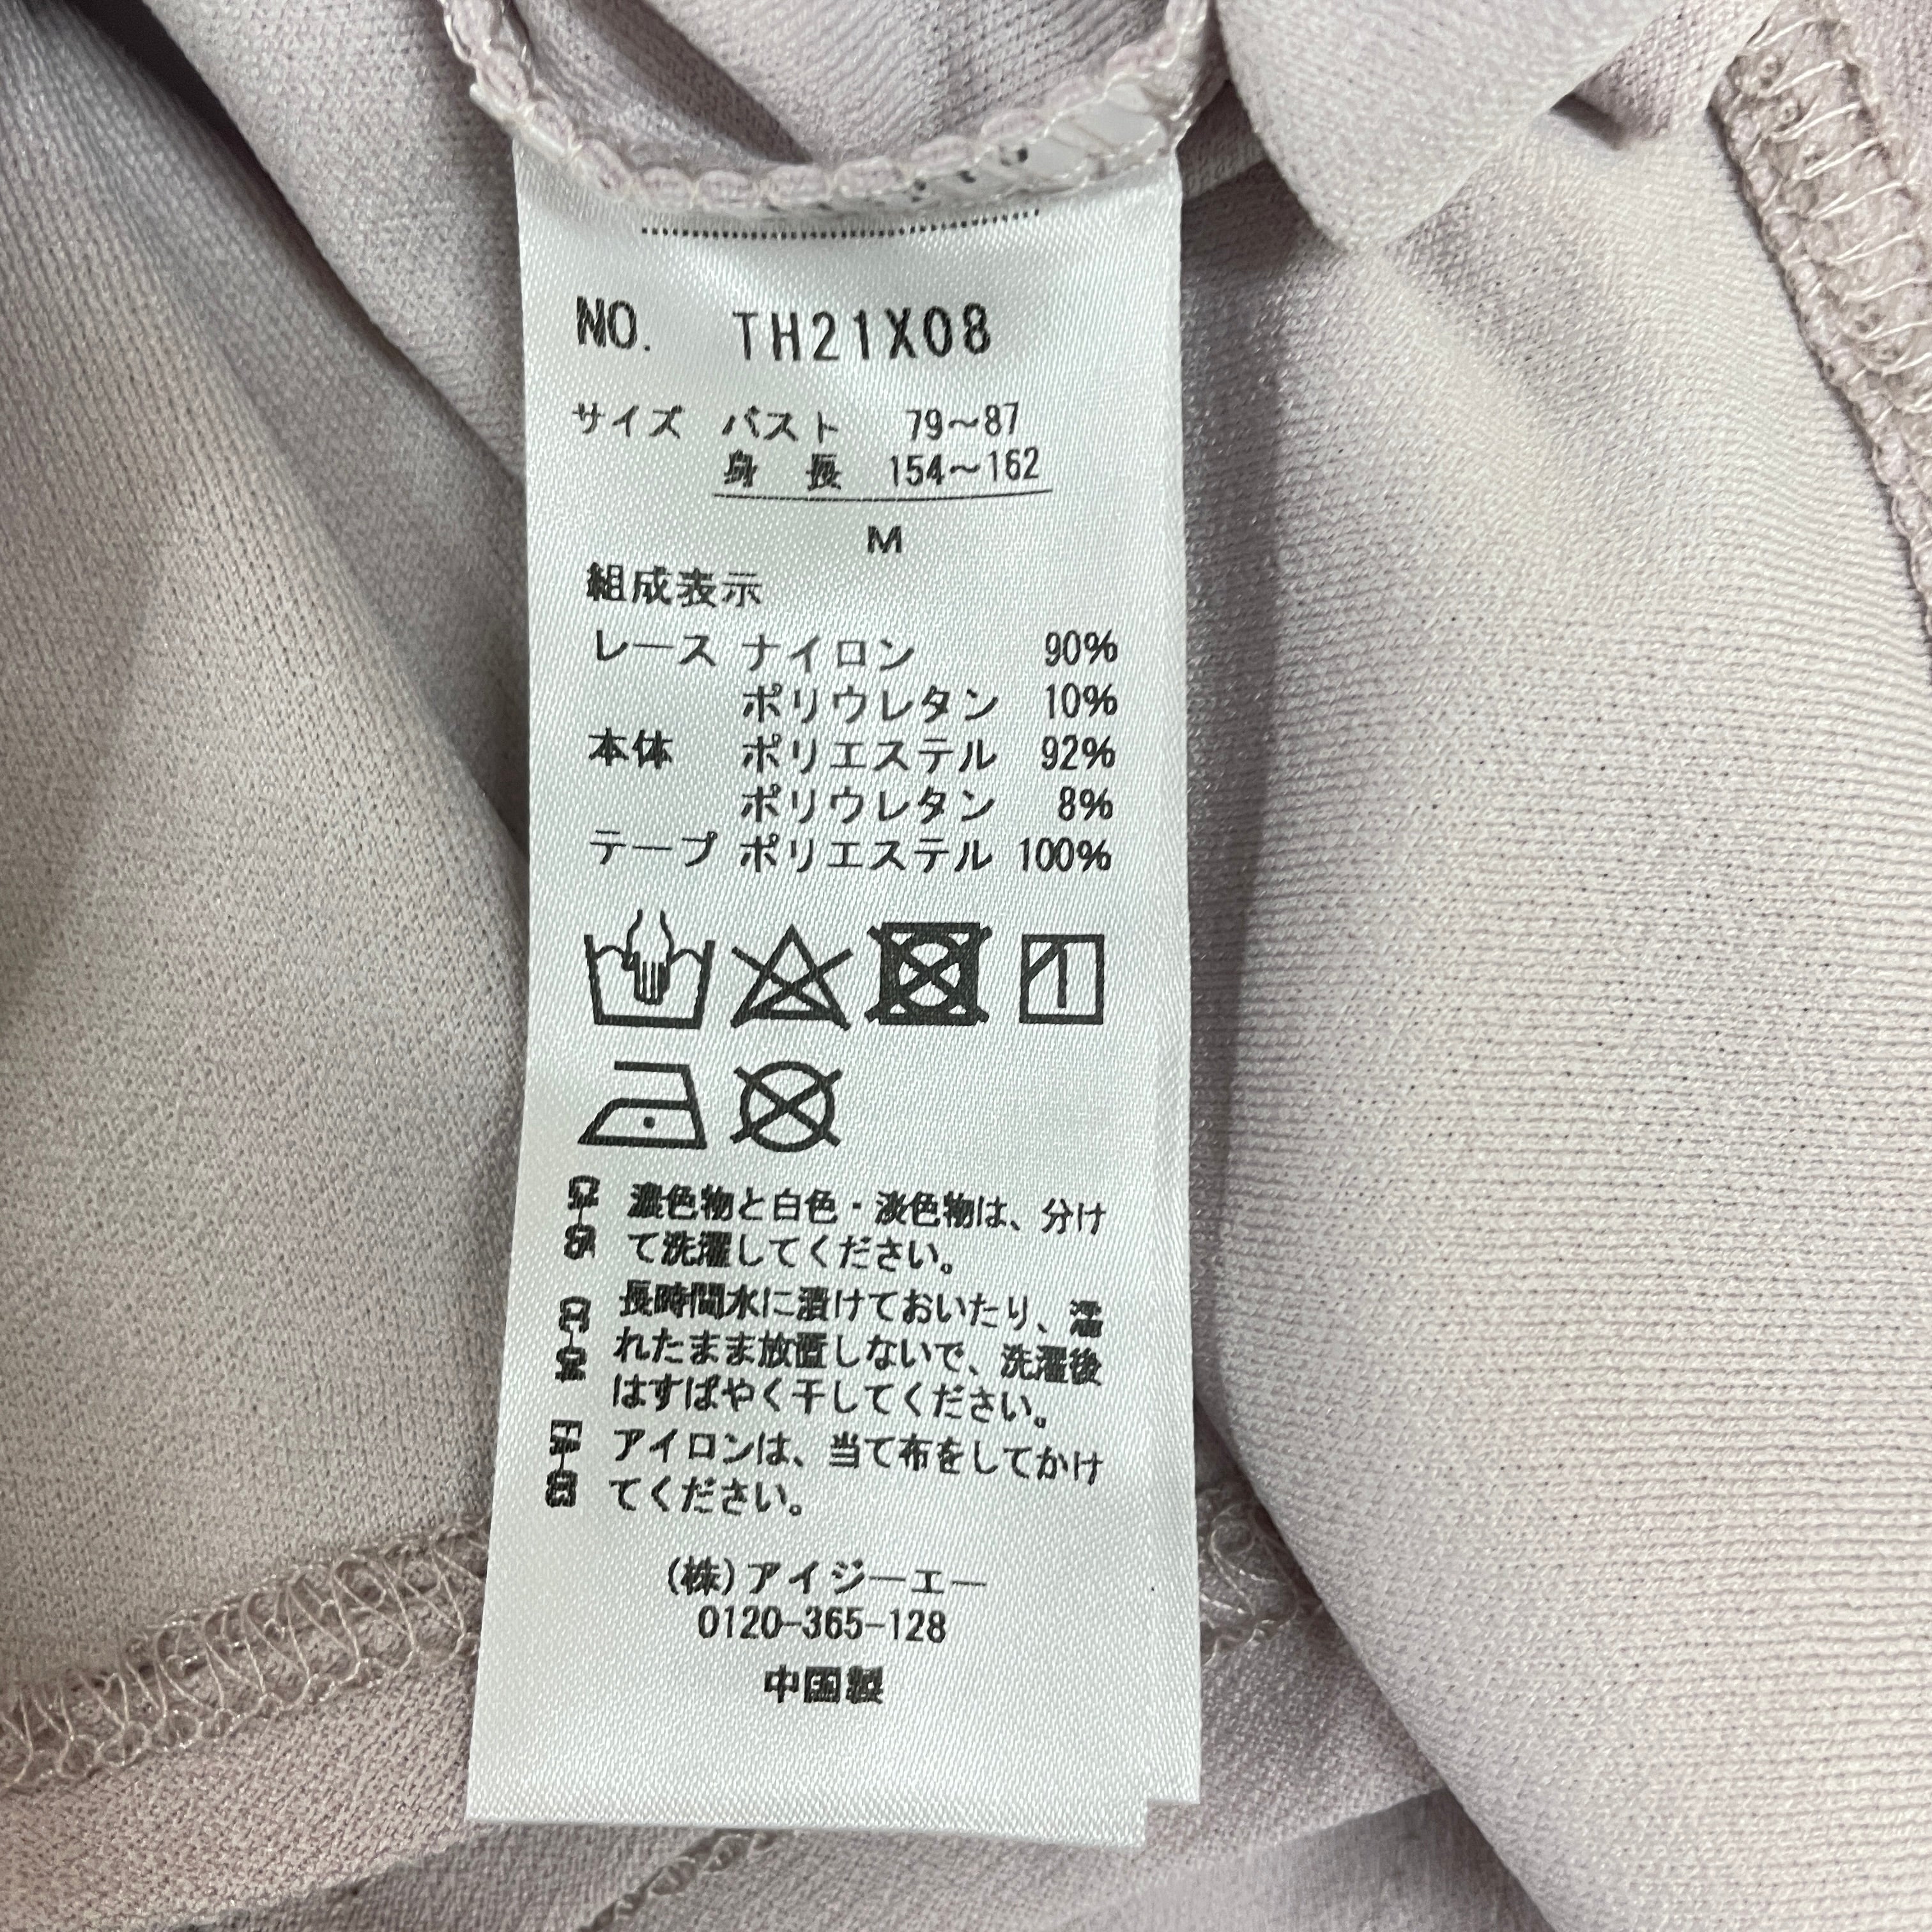 NO. TH21X08
サイズ バスト 79～87
身長 154～162
M
組成表示
レース ナイロン 90%
ポリウレタン 10%
本体 ポリエステル 92%
ポリウレタン 8%
テープ ポリエステル 100%
濃色物と白色・淡色物は、分け
て洗濯してください。
長時間水に漬けておいたり、濡
れたまま放置しないで、洗濯後
はすばやく干してください。
アイロンは、当て布をしてかけ
てください。
(株)アイジーエー
0120-365-128
中国製